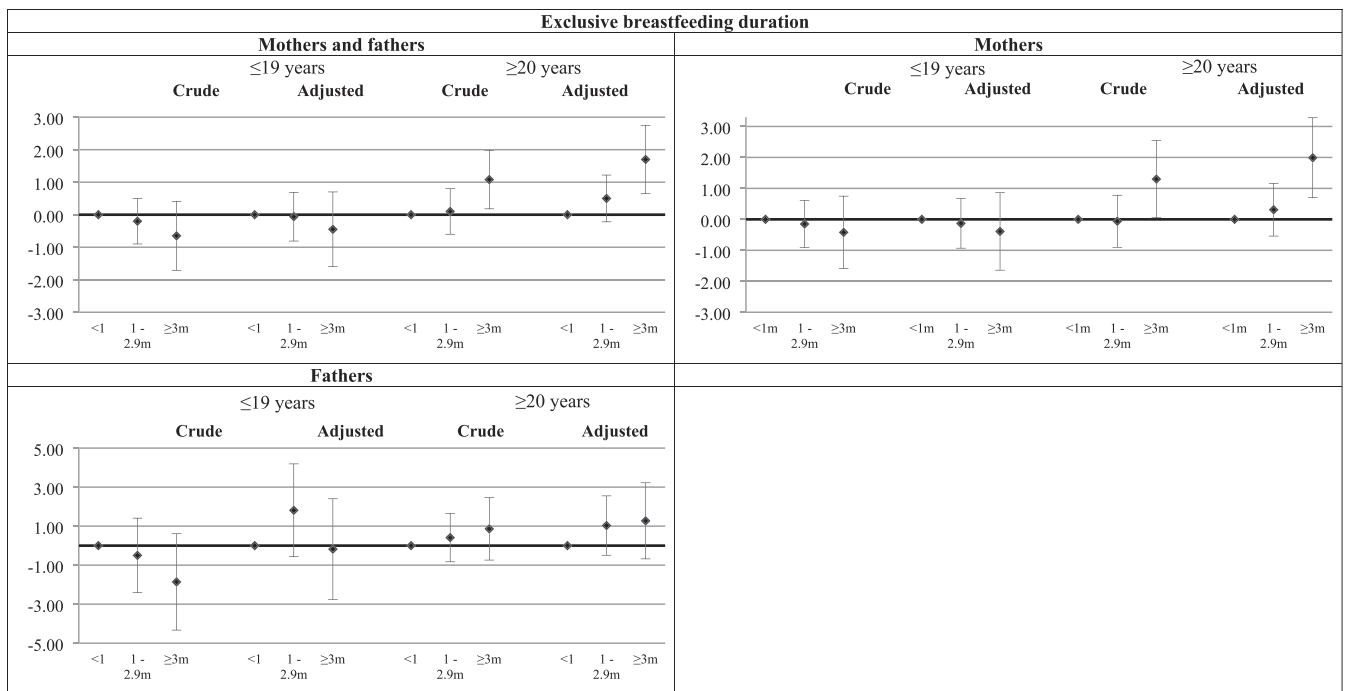 Exclusive breastfeeding duration
Mothers and fathers
≤19 years ≥20 years
Crude Adjusted Crude Adjusted
3.00
2.00
1.00
0.00
-1.00
-2.00
-3.00
<1 1 - ≥3m <1 1 - ≥3m <1 1 - ≥3m <1 1 - ≥3m
2.9m 2.9m 2.9m 2.9m
Mothers
≤19 years ≥20 years
Crude Adjusted Crude Adjusted
3.00
2.00
1.00
0.00
-1.00
-2.00
-3.00
<1m 1 - ≥3m <1m 1 - ≥3m <1m 1 - ≥3m <1m 1 - ≥3m
2.9m 2.9m 2.9m 2.9m
Fathers
≤19 years ≥20 years
Crude Adjusted Crude Adjusted
5.00
3.00
1.00
-1.00
-3.00
-5.00
<1 1 - ≥3m <1 1 - ≥3m <1 1 - ≥3m <1 1 - ≥3m
2.9m 2.9m 2.9m 2.9m